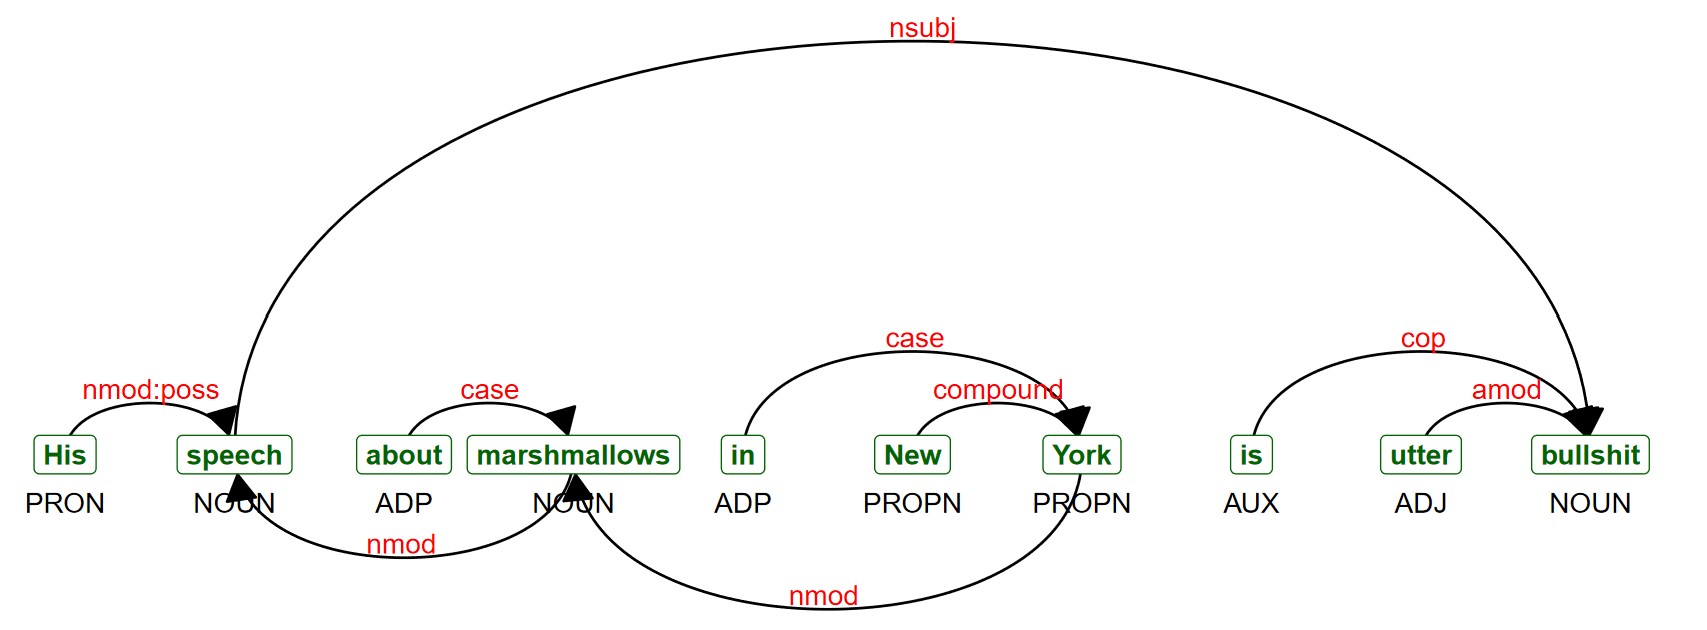 nsubj
case
cop
nmod:poss
case
compound
amod
His speech about marshmallows in New York is utter bullshit
PRON NOUN ADP NOUN ADP PROPN PROPN AUX ADJ NOUN
nmod
nmod